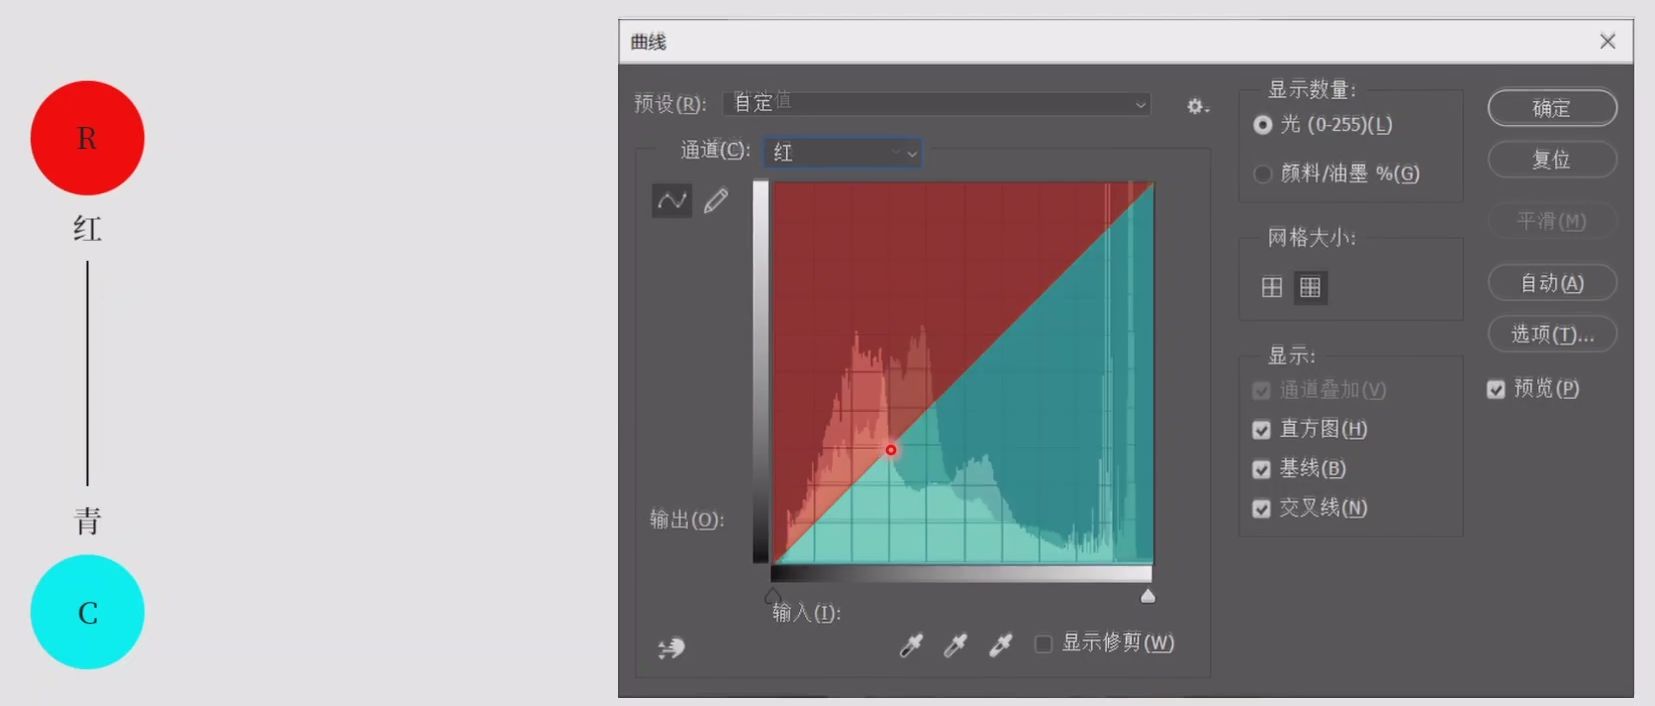 R
红
青
C
曲线
预设(R): 自定
通道(C): 红
输出(O):
输入(I):
显示修剪(W)
显示数量:
光 (0-255)(L)
颜料/油墨 %(G)
网格大小:
显示:
通道叠加(V)
直方图(H)
基线(B)
交叉线(N)
确定
复位
平滑(M)
自动(A)
选项(T)...
预览(P)